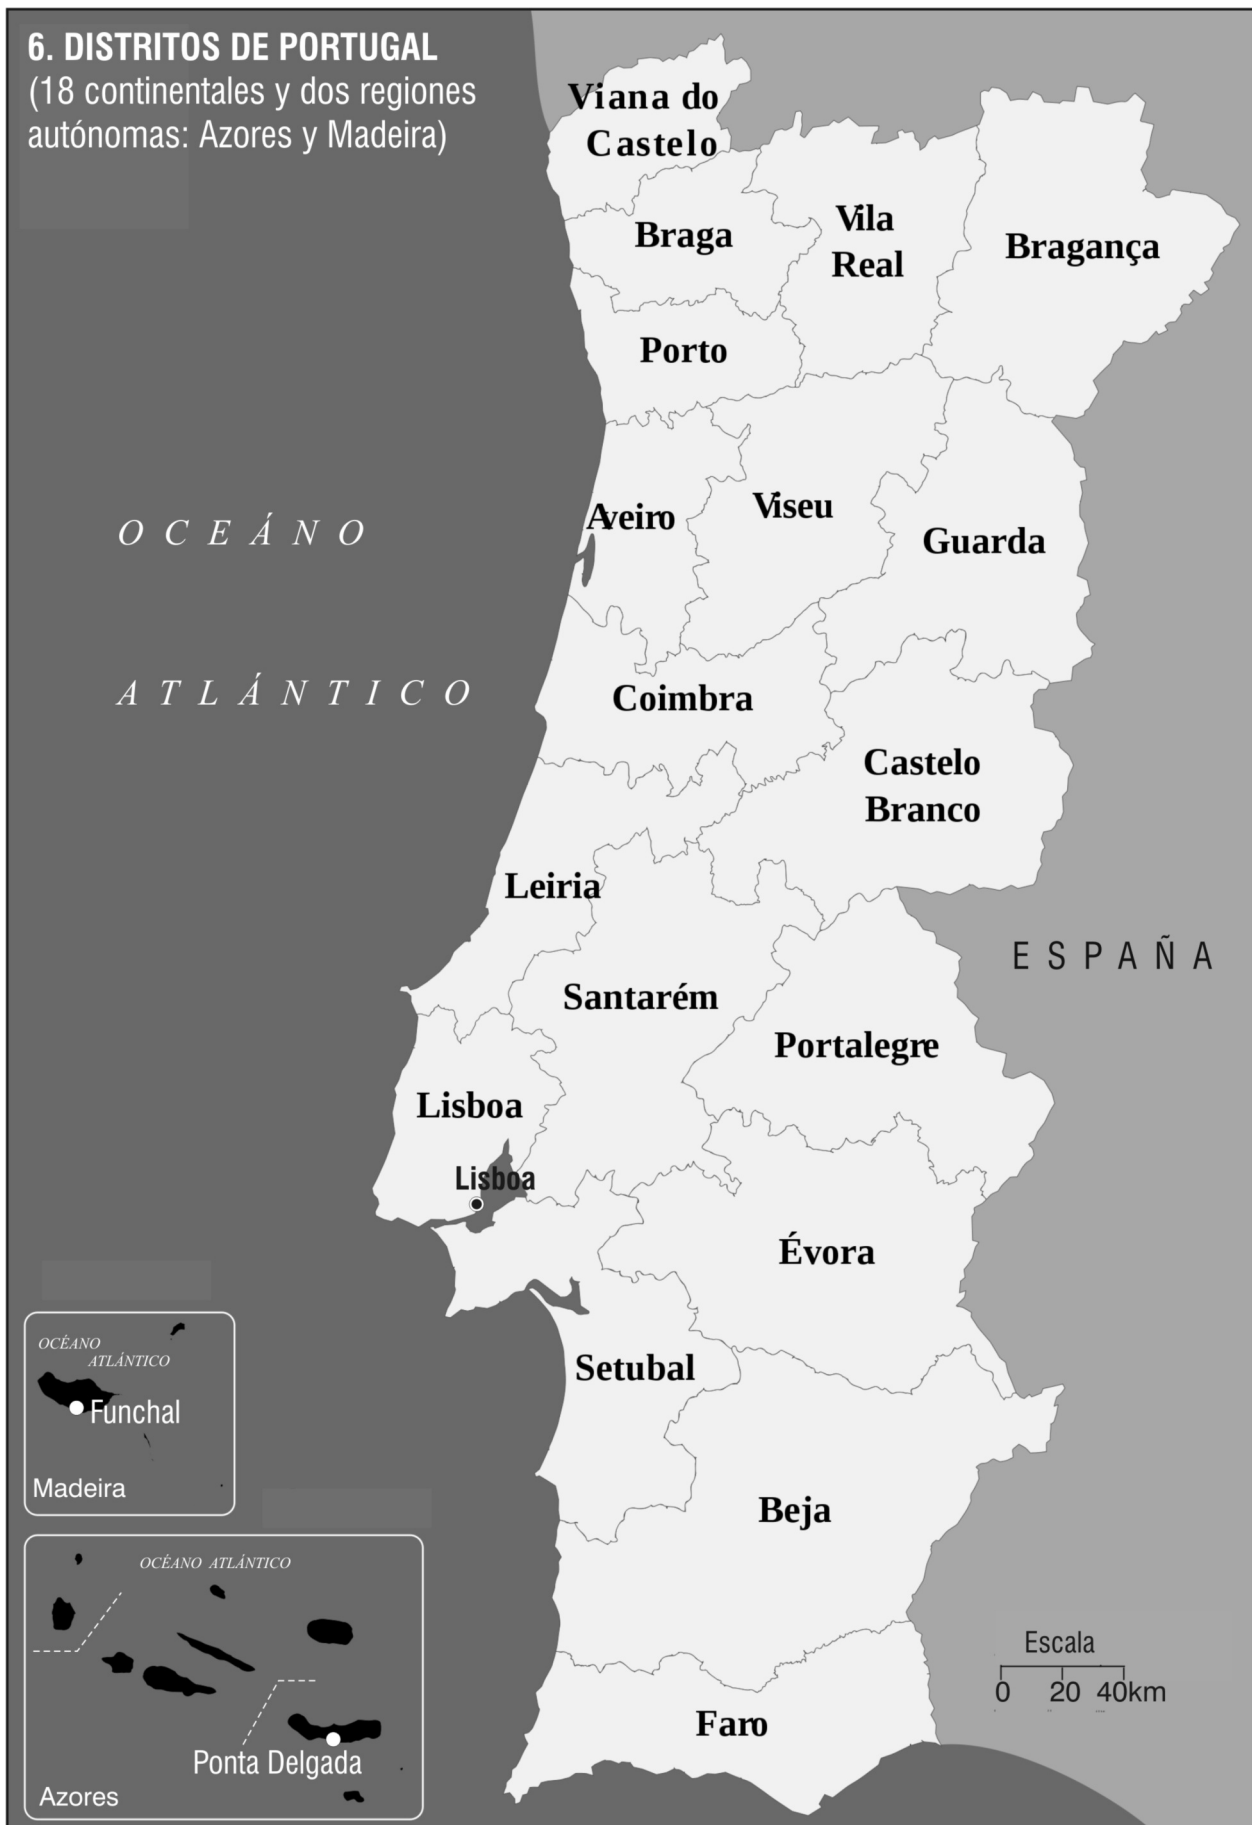 6. DISTRITOS DE PORTUGAL
(18 continentales y dos regiones
autónomas: Azores y Madeira)
Viana do
Castelo
Braga
Vila
Real
Bragança
Porto
Aveiro
Viseu
Guarda
OCEÁNO
ATLÁNTICO
Coimbra
Castelo
Branco
Leiria
ESPAÑA
Santarém
Portalegre
Lisboa
Lisboa
Évora
Setubal
Beja
Faro
OCÉANO
ATLÁNTICO
Funchal
Madeira
OCÉANO ATLÁNTICO
Ponta Delgada
Azores
Escala
0 20 40km